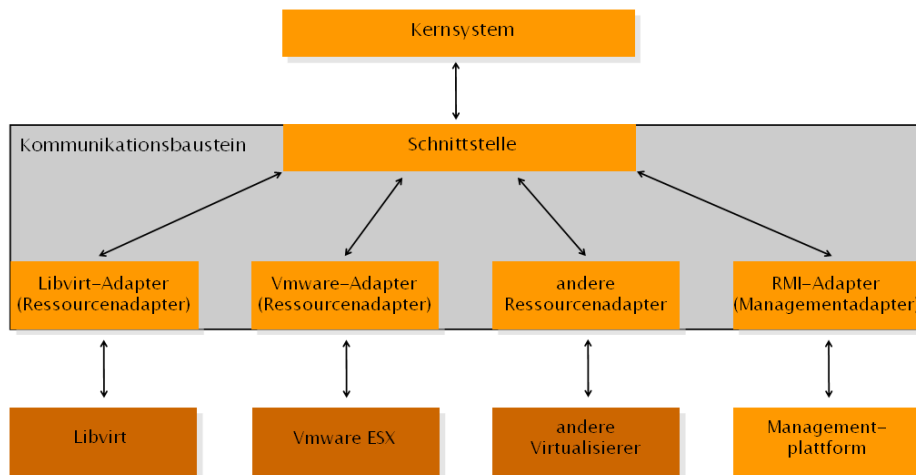 Kernsystem
Kommunikationsbaustein
Schnittstelle
Libvirt–Adapter
(Ressourcenadapter)
Vmware–Adapter
(Ressourcenadapter)
andere
Ressourcenadapter
RMI–Adapter
(Managementadapter)
Libvirt
Vmware ESX
andere
Virtualisierer
Management–
plattform